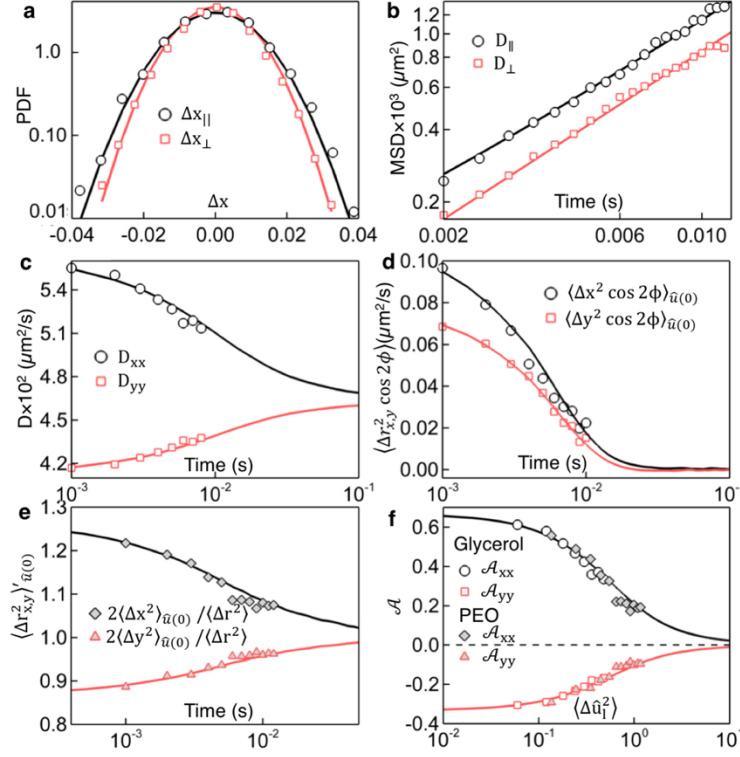 a
PDF
1.0
0.10
0.01
Δx||
Δx⊥
Δx
-0.04
-0.02
0.00
0.02
0.04
b
MSD×10³ (μm²)
1.2
0.8
0.4
0.2
D||
D⊥
Time (s)
0.002
0.006
0.010
c
D×10² (μm²/s)
5.4
5.1
4.8
4.5
4.2
Dxx
Dyy
Time (s)
10⁻³
10⁻²
10⁻¹
d
⟨Δr²x,y cos 2ϕ⟩(μm²/s)
0.10
0.08
0.06
0.04
0.02
0.00
⟨Δx² cos 2ϕ⟩û(0)
⟨Δy² cos 2ϕ⟩û(0)
Time (s)
10⁻³
10⁻²
10⁻¹
e
⟨Δr²x,y⟩′û(0)
1.3
1.2
1.1
1.0
0.9
0.8
2⟨Δx²⟩û(0) /⟨Δr²⟩
2⟨Δy²⟩û(0) /⟨Δr²⟩
Time (s)
10⁻³
10⁻²
f
𝒜
0.6
0.4
0.2
0.0
-0.2
-0.4
Glycerol
𝒜xx
𝒜yy
PEO
𝒜xx
𝒜yy
10⁻²
10⁻¹
10⁰
10¹